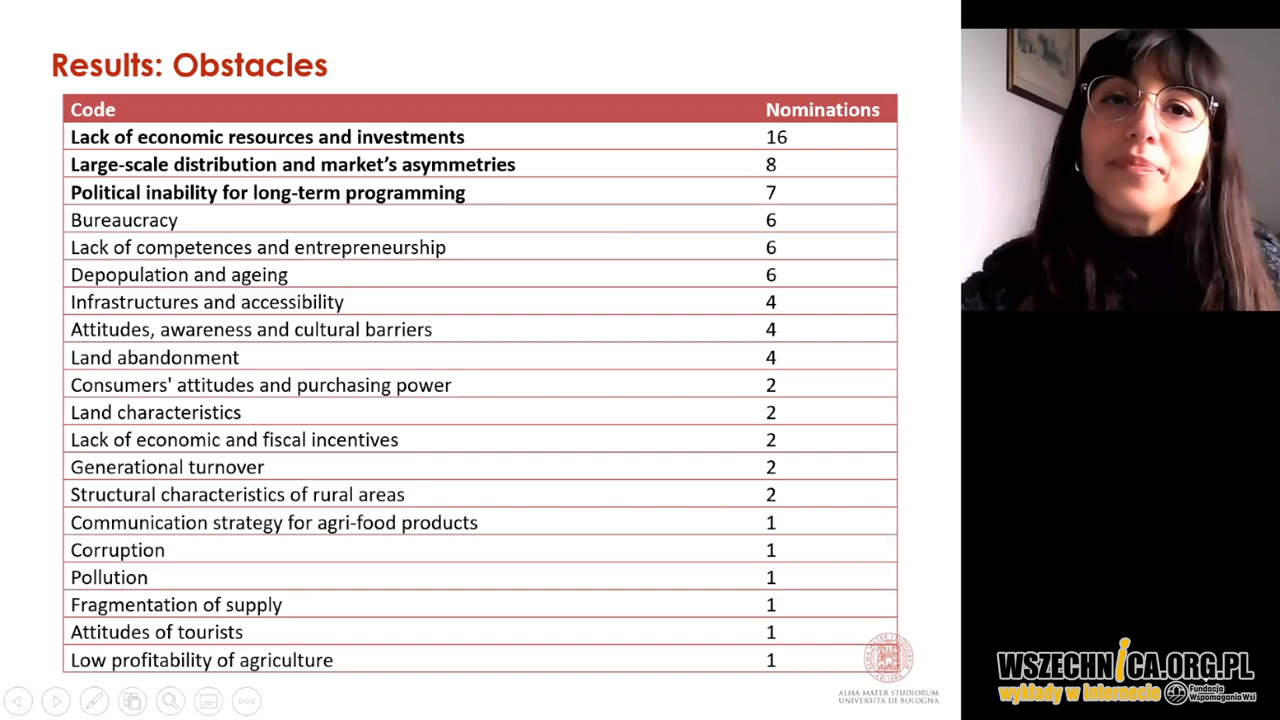 Results: Obstacles
Code Nominations
Lack of economic resources and investments 16
Large-scale distribution and market's asymmetries 8
Political inability for long-term programming 7
Bureaucracy 6
Lack of competences and entrepreneurship 6
Depopulation and ageing 6
Infrastructures and accessibility 4
Attitudes, awareness and cultural barriers 4
Land abandonment 4
Consumers' attitudes and purchasing power 2
Land characteristics 2
Lack of economic and fiscal incentives 2
Generational turnover 2
Structural characteristics of rural areas 2
Communication strategy for agri-food products 1
Corruption 1
Pollution 1
Fragmentation of supply 1
Attitudes of tourists 1
Low profitability of agriculture 1
ALMA MATER STUDIORUM
UNIVERSITÀ DI BOLOGNA
WSZECHNICA.ORG.PL
wykłady w internecie
Fundacja
Wspomagania Wsi